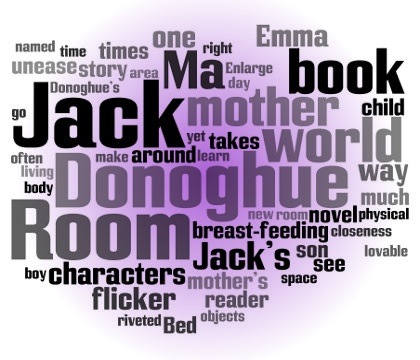 named time times one right Emma
unease story area Ma Enlarge day book
Donoghue's
go Jack mother child
yet takes world
often make around learn
living Donoghue way
body much
Room new room novel physical
breast-feeding closeness
Jack's son see lovable
boy characters mother's space
flicker reader
riveted Bed objects